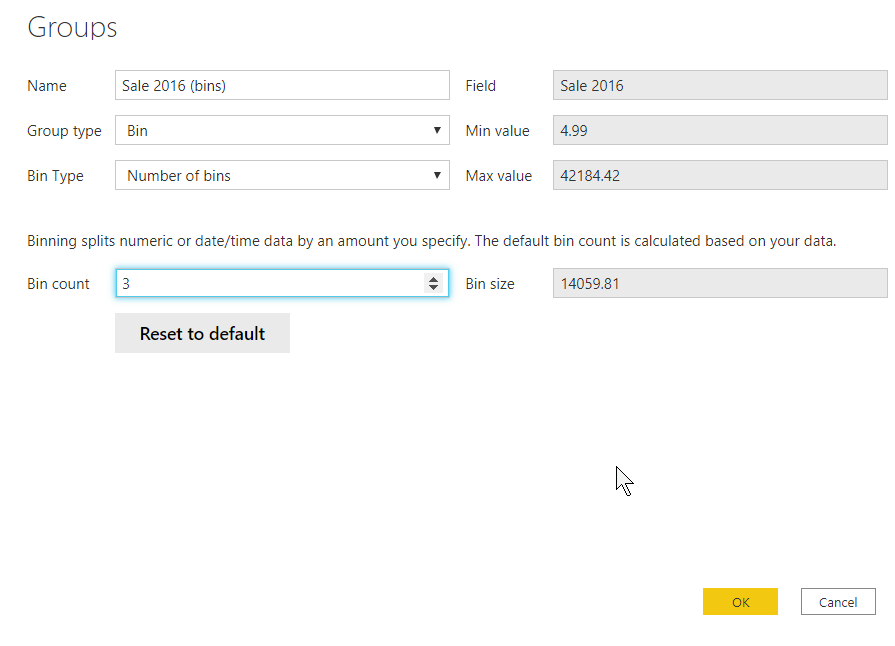 Groups
Name Sale 2016 (bins) Field Sale 2016
Group type Bin Min value 4.99
Bin Type Number of bins Max value 42184.42
Binning splits numeric or date/time data by an amount you specify. The default bin count is calculated based on your data.
Bin count 3 Bin size 14059.81
Reset to default
OK Cancel